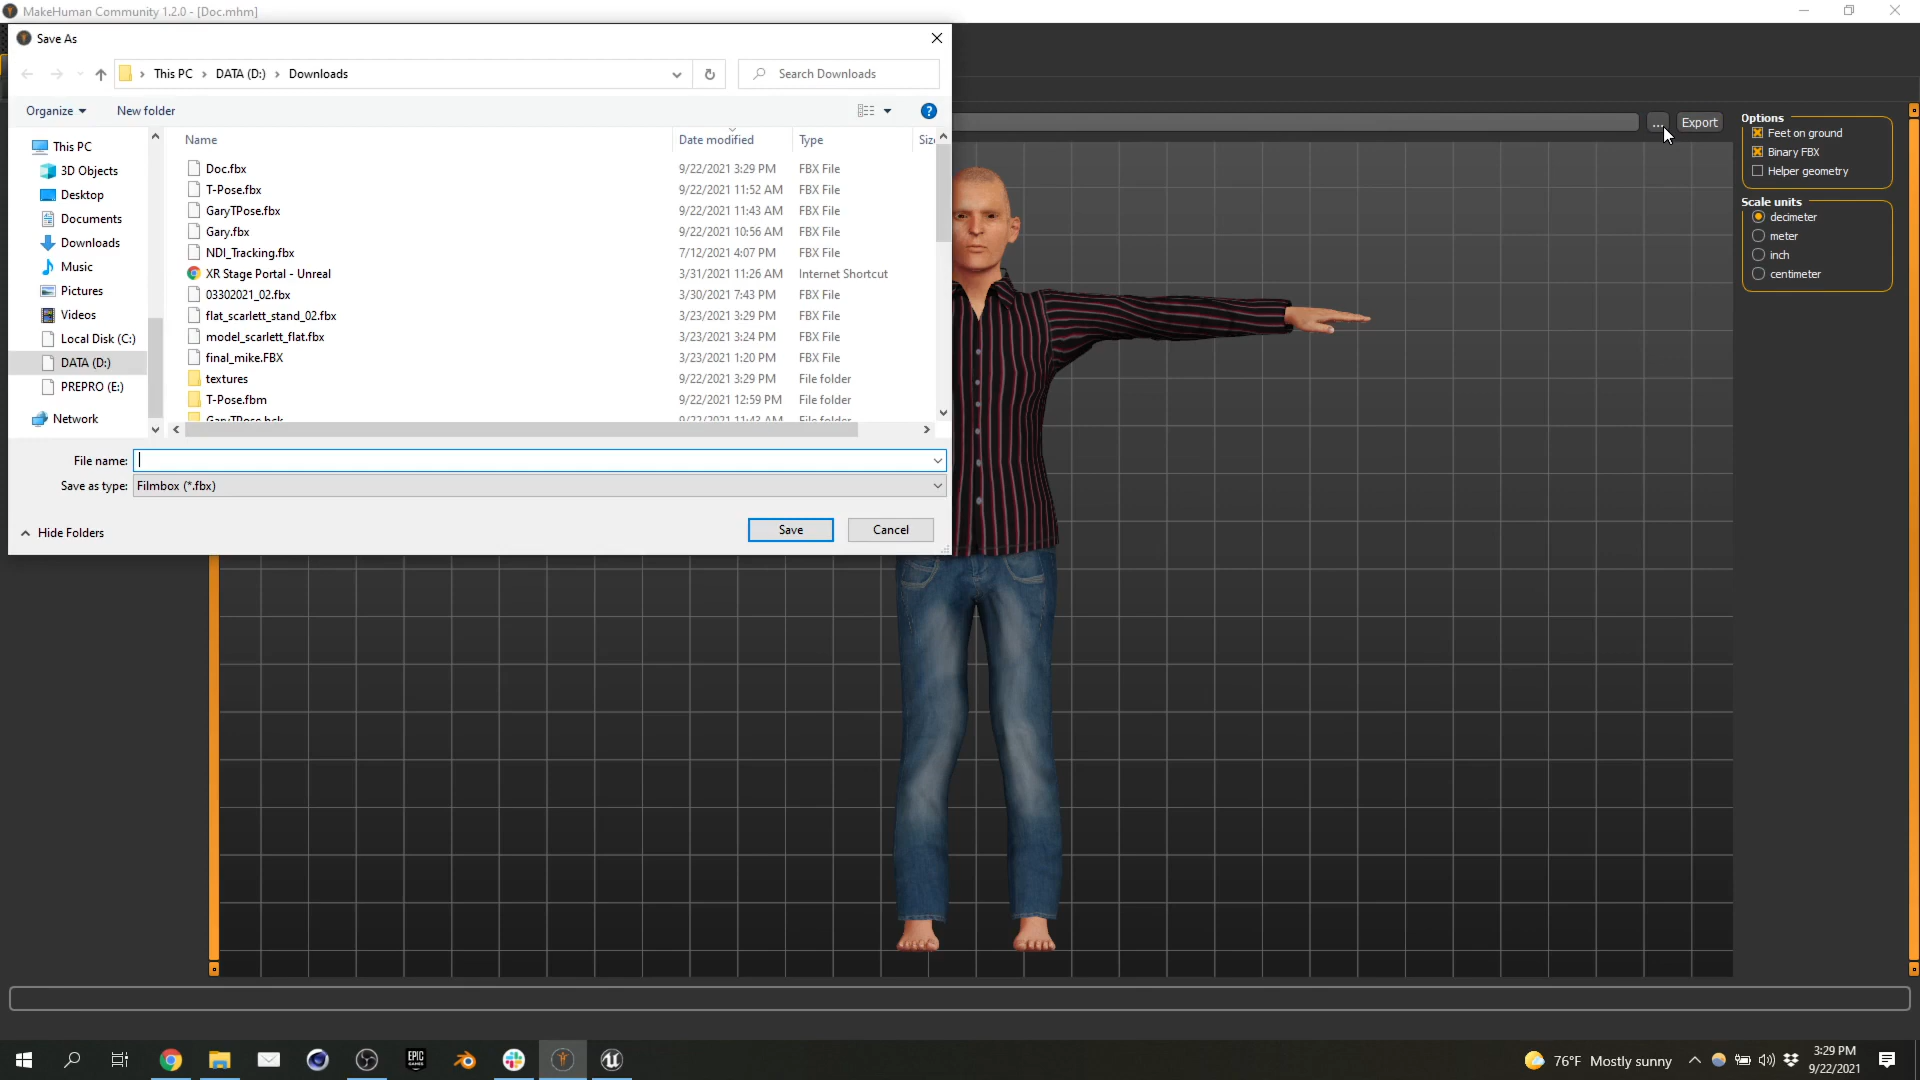 MakeHuman Community 1.2.0 - [Doc.mhm]
Save As
This PC > DATA (D:) > Downloads
Search Downloads
Organize
New folder
Name Date modified Type
This PC
3D Objects
Desktop
Documents
Downloads
Music
Pictures
Videos
Local Disk (C:)
DATA (D:)
PREPRO (E:)
Network
Doc.fbx 9/22/2021 3:29 PM FBX File
T-Pose.fbx 9/22/2021 11:52 AM FBX File
GaryTPose.fbx 9/22/2021 11:43 AM FBX File
Gary.fbx 9/22/2021 10:56 AM FBX File
NDI_Tracking.fbx 7/12/2021 4:07 PM FBX File
XR Stage Portal - Unreal 3/31/2021 11:26 AM Internet Shortcut
03302021_02.fbx 3/30/2021 7:43 PM FBX File
flat_scarlett_stand_02.fbx 3/23/2021 3:29 PM FBX File
model_scarlett_flat.fbx 3/23/2021 3:24 PM FBX File
final_mike.FBX 3/23/2021 1:20 PM FBX File
textures 9/22/2021 3:29 PM File folder
T-Pose.fbm 9/22/2021 12:59 PM File folder
File name:
Save as type: Filmbox (*.fbx)
Hide Folders
Save
Cancel
...
Export
Options
Feet on ground
Binary FBX
Helper geometry
Scale units
decimeter
meter
inch
centimeter
EPIC
GAMES
76°F Mostly sunny
3:29 PM
9/22/2021